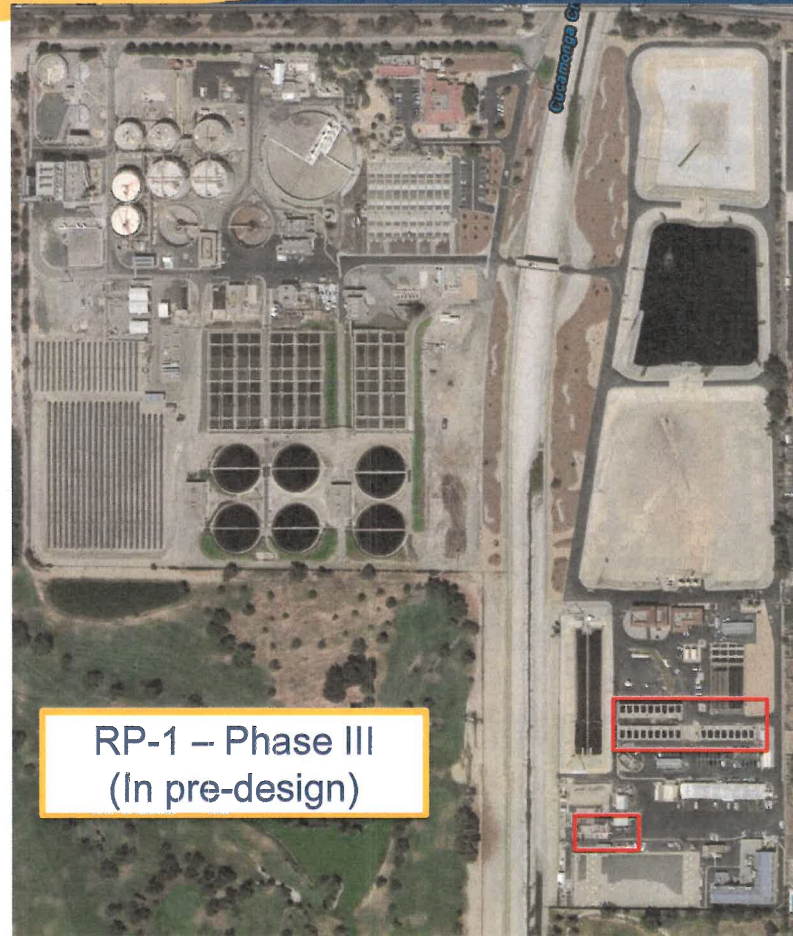 Cucamonga Cr
RP-1 – Phase III
(In pre-design)